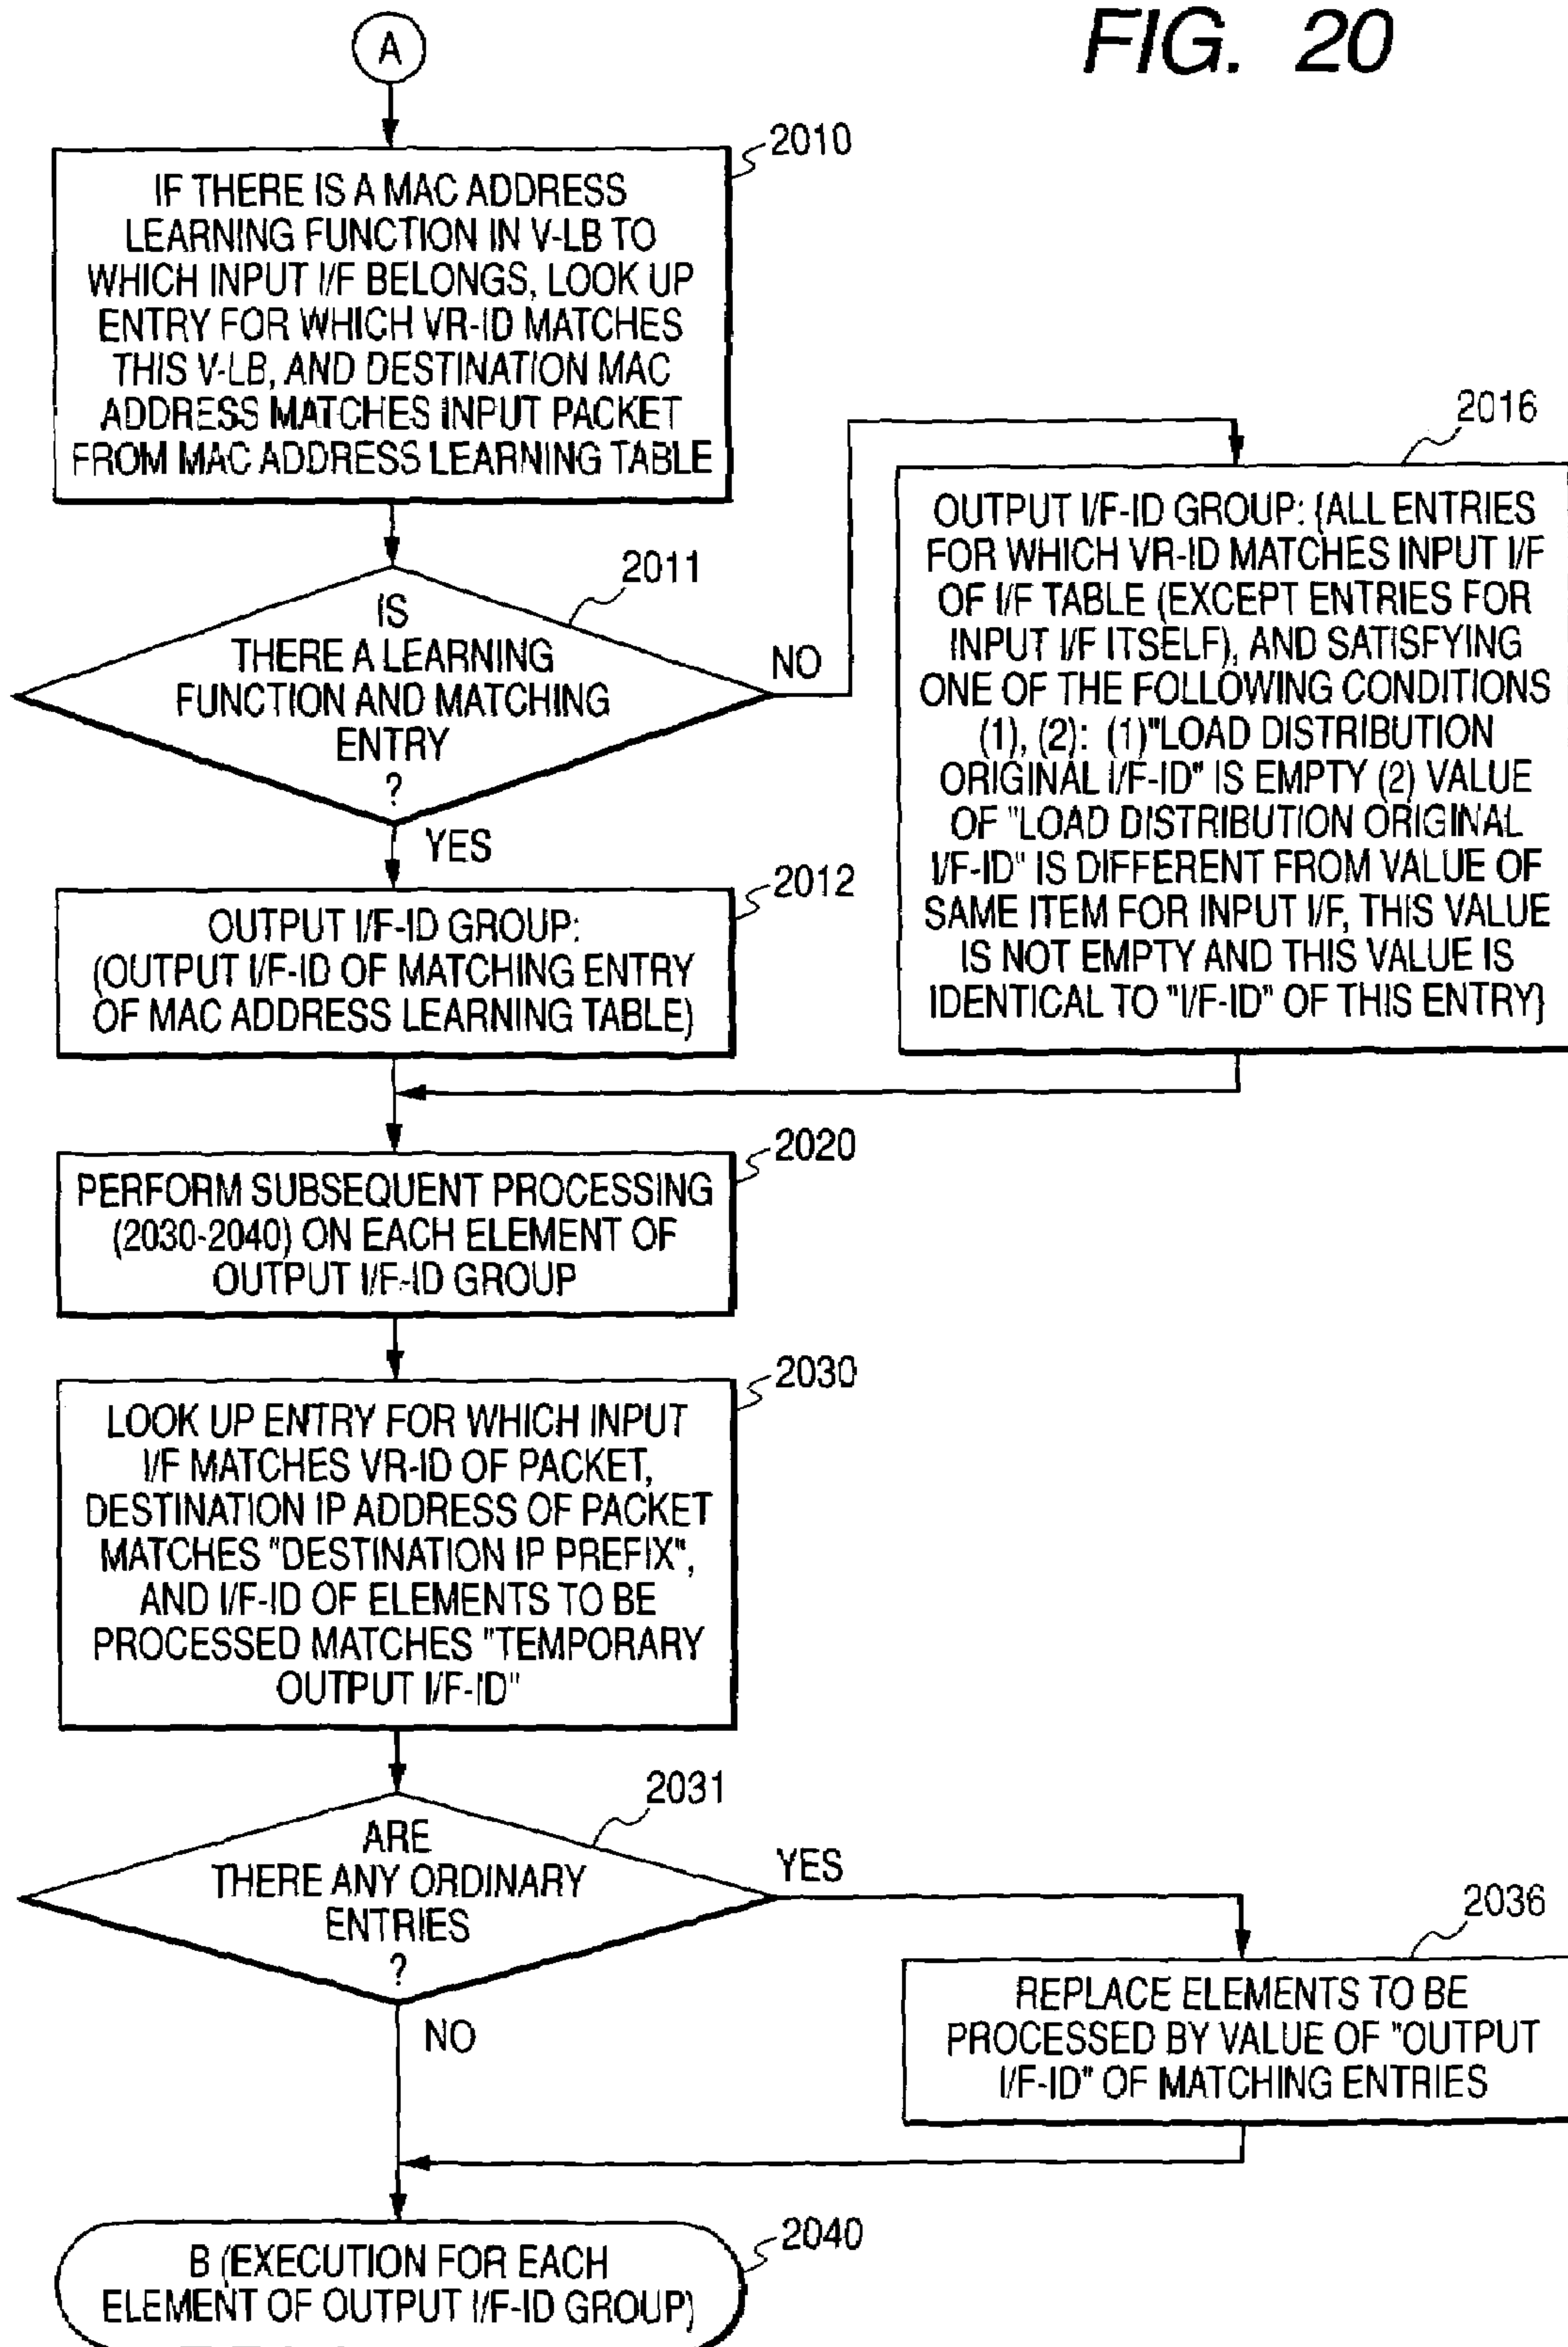 FIG. 20
A
2010
IF THERE IS A MAC ADDRESS
LEARNING FUNCTION IN V-LB TO
WHICH INPUT I/F BELONGS, LOOK UP
ENTRY FOR WHICH VR-ID MATCHES
THIS V-LB, AND DESTINATION MAC
ADDRESS MATCHES INPUT PACKET
FROM MAC ADDRESS LEARNING TABLE
2011
IS
THERE A LEARNING
FUNCTION AND MATCHING
ENTRY
?
NO
YES
2016
OUTPUT I/F-ID GROUP: {ALL ENTRIES
FOR WHICH VR-ID MATCHES INPUT I/F
OF I/F TABLE (EXCEPT ENTRIES FOR
INPUT I/F ITSELF), AND SATISFYING
ONE OF THE FOLLOWING CONDITIONS
(1), (2): (1)"LOAD DISTRIBUTION
ORIGINAL I/F-ID" IS EMPTY (2) VALUE
OF "LOAD DISTRIBUTION ORIGINAL
I/F-ID" IS DIFFERENT FROM VALUE OF
SAME ITEM FOR INPUT I/F, THIS VALUE
IS NOT EMPTY AND THIS VALUE IS
IDENTICAL TO "I/F-ID" OF THIS ENTRY}
2012
OUTPUT I/F-ID GROUP:
(OUTPUT I/F-ID OF MATCHING ENTRY
OF MAC ADDRESS LEARNING TABLE)
2020
PERFORM SUBSEQUENT PROCESSING
(2030-2040) ON EACH ELEMENT OF
OUTPUT I/F-ID GROUP
2030
LOOK UP ENTRY FOR WHICH INPUT
I/F MATCHES VR-ID OF PACKET,
DESTINATION IP ADDRESS OF PACKET
MATCHES "DESTINATION IP PREFIX",
AND I/F-ID OF ELEMENTS TO BE
PROCESSED MATCHES "TEMPORARY
OUTPUT I/F-ID"
2031
ARE
THERE ANY ORDINARY
ENTRIES
?
YES
NO
2036
REPLACE ELEMENTS TO BE
PROCESSED BY VALUE OF "OUTPUT
I/F-ID" OF MATCHING ENTRIES
2040
B (EXECUTION FOR EACH
ELEMENT OF OUTPUT I/F-ID GROUP)